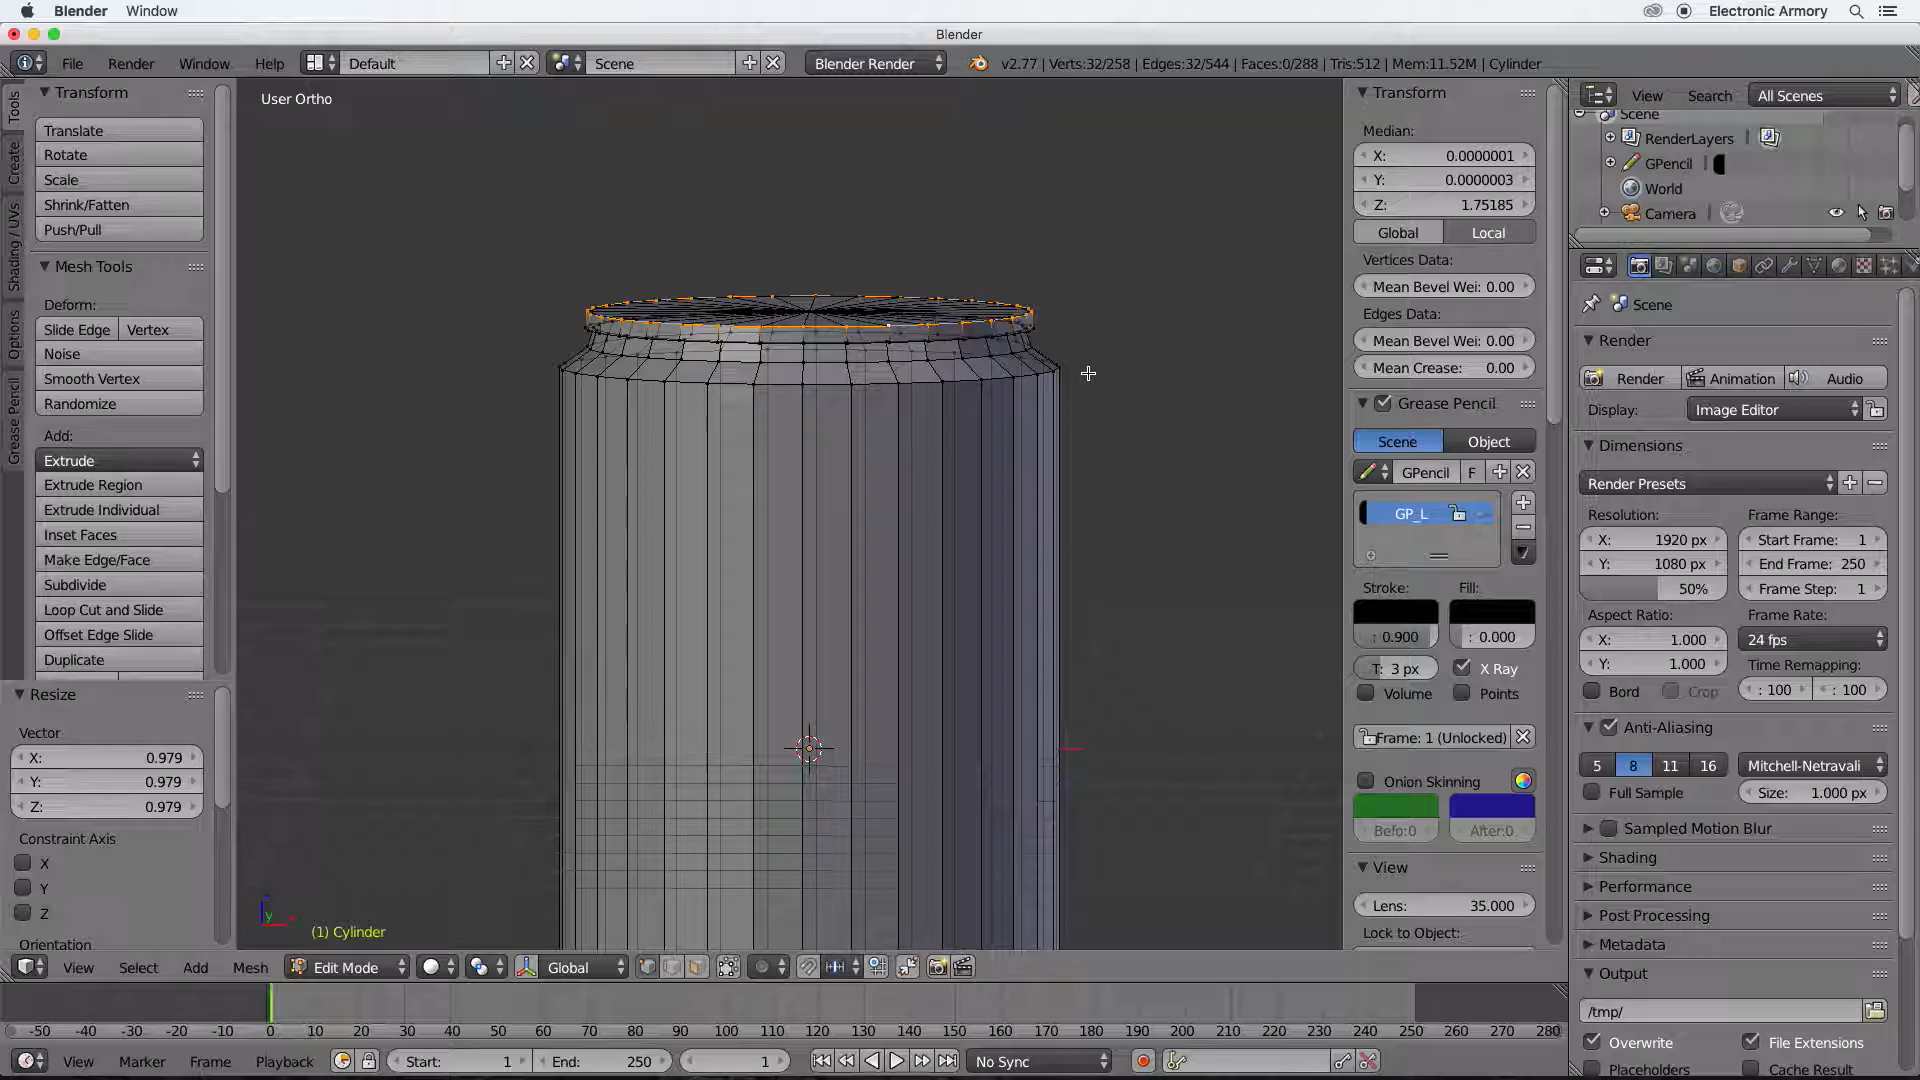 Blender Window Electronic Armory
Blender
File Render Window Help Default Scene Blender Render v2.77 | Verts:32/258 | Edges:32/544 | Faces:0/288 | Tris:512 | Mem:11.52M | Cylinder
Tools
Create
Shading / UVs
Options
Grease Pencil
Transform
Translate
Rotate
Scale
Shrink/Fatten
Push/Pull
Mesh Tools
Deform:
Slide Edge Vertex
Noise
Smooth Vertex
Randomize
Add:
Extrude
Extrude Region
Extrude Individual
Inset Faces
Make Edge/Face
Subdivide
Loop Cut and Slide
Offset Edge Slide
Duplicate
Resize
Vector
X: 0.979
Y: 0.979
Z: 0.979
Constraint Axis
X
Y
Z
Orientation
User Ortho
y x
(1) Cylinder
Transform
Median:
X: 0.0000001
Y: 0.0000003
Z: 1.75185
Global Local
Vertices Data:
Mean Bevel Wei: 0.00
Edges Data:
Mean Bevel Wei: 0.00
Mean Crease: 0.00
Grease Pencil
Scene Object
GPencil F
GP_L
Stroke: Fill:
: 0.900 : 0.000
T: 3 px X Ray
Volume Points
Frame: 1 (Unlocked)
Onion Skinning
Befo:0 After:0
View
Lens: 35.000
Lock to Object:
View Search All Scenes
Scene
RenderLayers
GPencil
World
Camera
Scene
Render
Render Animation Audio
Display: Image Editor
Dimensions
Render Presets
Resolution: Frame Range:
X: 1920 px Start Frame: 1
Y: 1080 px End Frame: 250
50% Frame Step: 1
Aspect Ratio: Frame Rate:
X: 1.000 24 fps
Y: 1.000 Time Remapping:
Bord Crop : 100 : 100
Anti-Aliasing
5 8 11 16 Mitchell-Netravali
Full Sample Size: 1.000 px
Sampled Motion Blur
Shading
Performance
Post Processing
Metadata
Output
/tmp/
Overwrite File Extensions
Placeholders Cache Result
View Select Add Mesh Edit Mode Global
-50 -40 -30 -20 -10 0 10 20 30 40 50 60 70 80 90 100 110 120 130 140 150 160 170 180 190 200 210 220 230 240 250 260 270 280
View Marker Frame Playback Start: 1 End: 250 1 No Sync